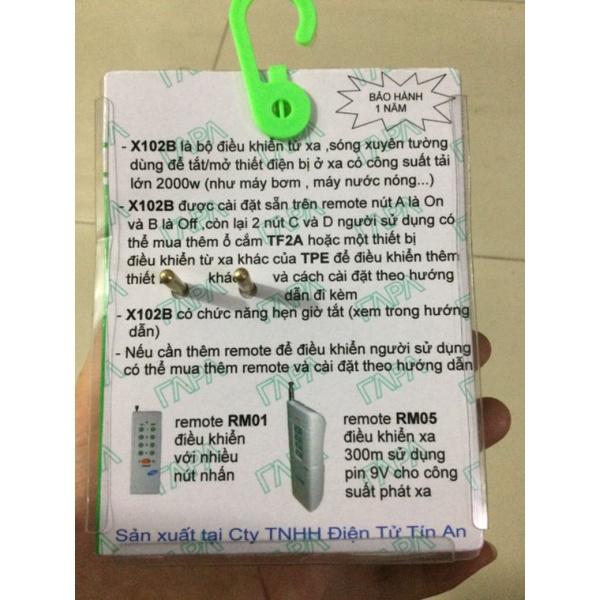 BẢO HÀNH
1 NĂM
- X102B là bộ điều khiển từ xa ,sóng xuyên tường
dùng để tắt/mở thiết điện bị ở xa có công suất tải
lớn 2000w (như máy bơm , máy nước nóng...)
- X102B được cài đặt sẵn trên remote nút A là On
và B là Off ,còn lại 2 nút C và D người sử dụng có
thể mua thêm ổ cắm TF2A hoặc một thiết bị
điều khiển từ xa khác của TPE để điều khiển thêm
thiết khác và cách cài đặt theo hướng
dẫn đi kèm
- X102B có chức năng hẹn giờ tắt (xem trong hướng
dẫn)
- Nếu cần thêm remote để điều khiển người sử dụng
có thể mua thêm remote và cài đặt theo hướng dẫn
remote RM01
điều khiển
với nhiều
nút nhấn
remote RM05
điều khiển xa
300m sử dụng
pin 9V cho công
suất phát xa
Sản xuất tại Cty TNHH Điện Tử Tín An